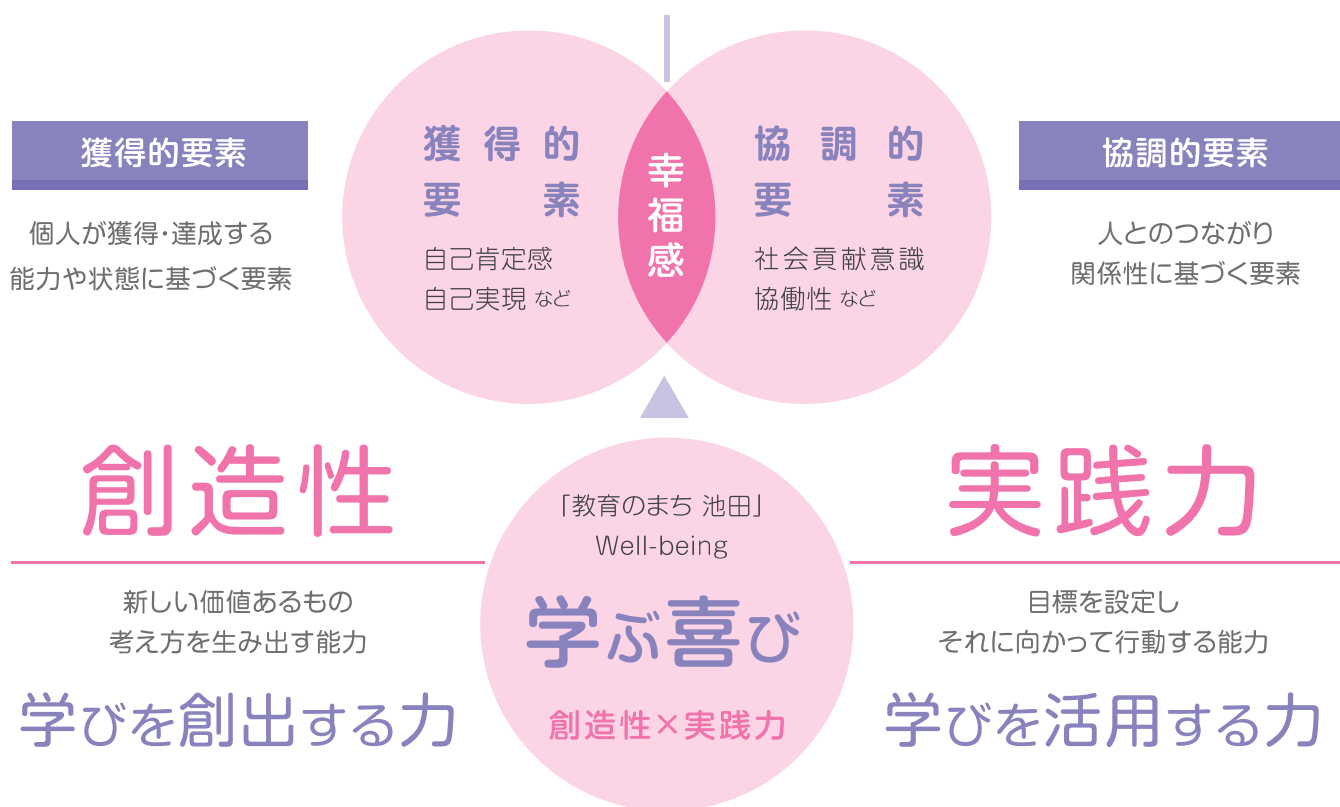 獲得的要素
個人が獲得・達成する
能力や状態に基づく要素
獲得的
要素
自己肯定感
自己実現 など
幸福感
協調的
要素
社会貢献意識
協働性 など
協調的要素
人とのつながり
関係性に基づく要素
創造性
新しい価値あるもの
考え方を生み出す能力
学びを創出する力
「教育のまち 池田」
Well-being
学ぶ喜び
創造性×実践力
実践力
目標を設定し
それに向かって行動する能力
学びを活用する力